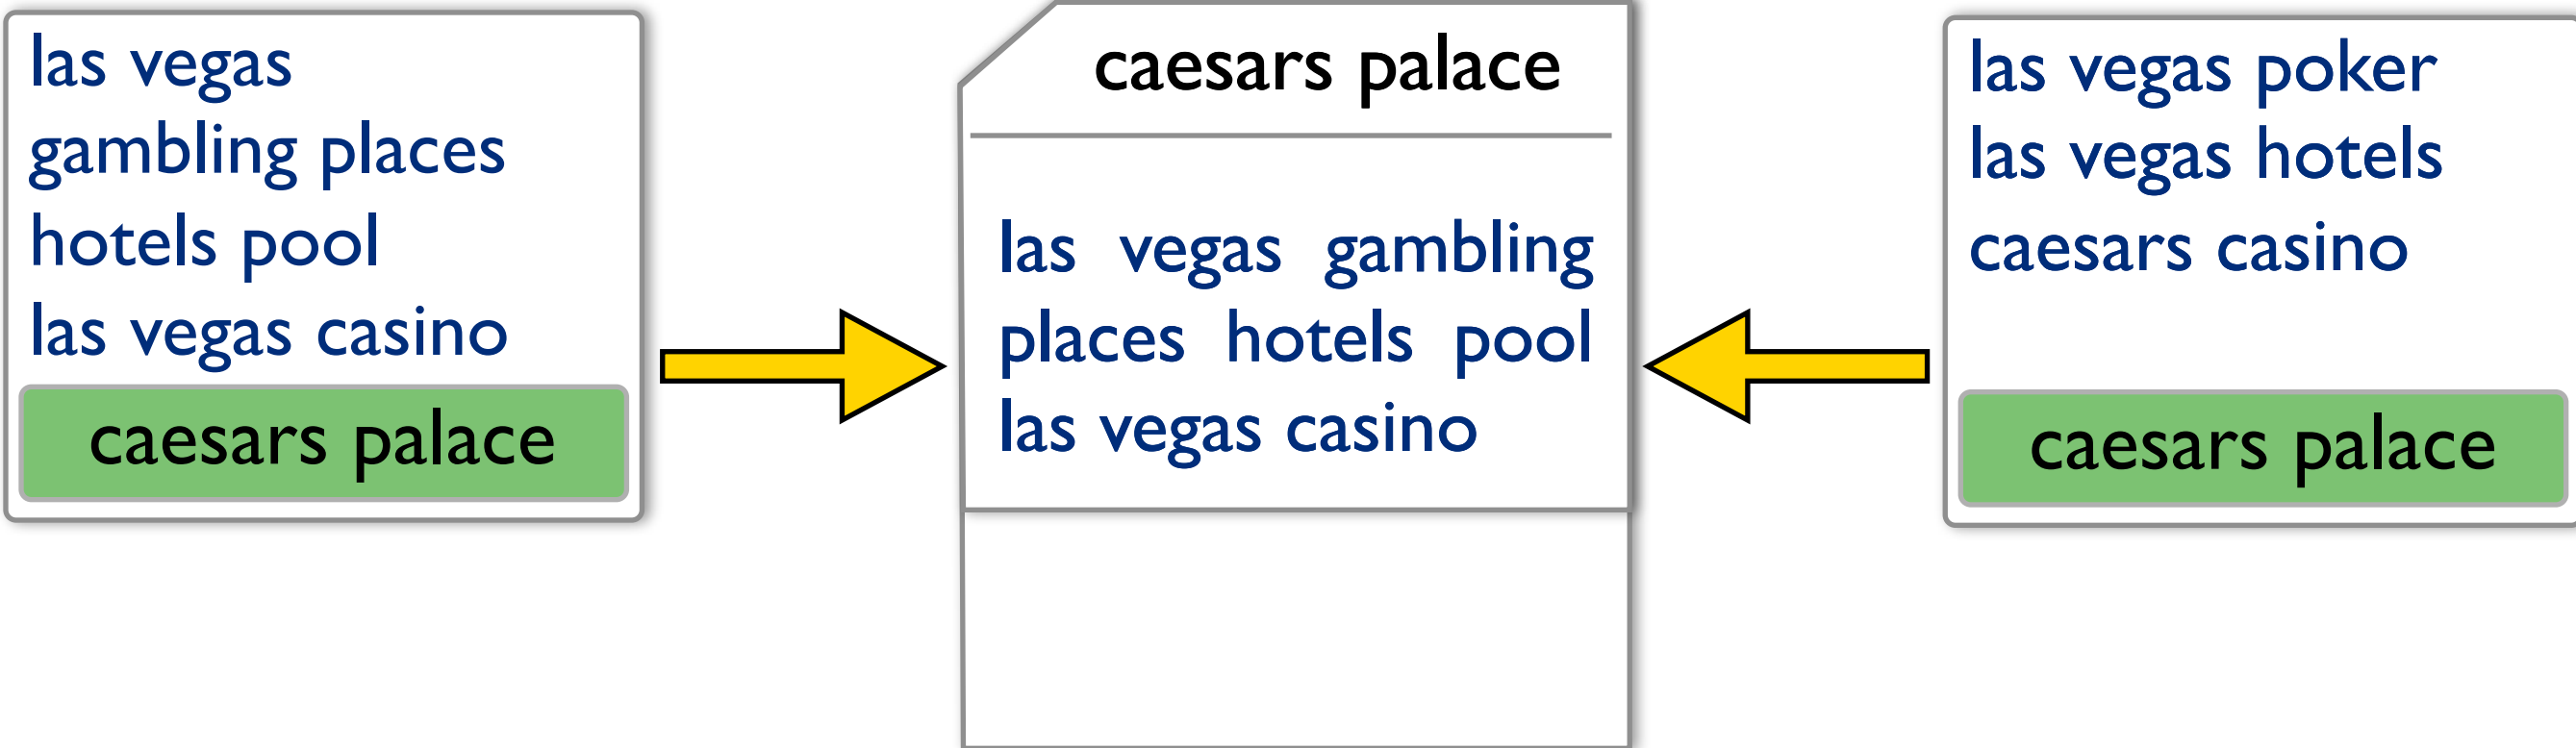 las vegas
gambling places
hotels pool
las vegas casino
caesars palace
caesars palace
las vegas gambling
places hotels pool
las vegas casino
las vegas poker
las vegas hotels
caesars casino
caesars palace